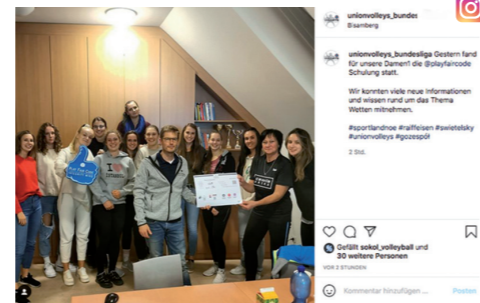 unionvolleys_bundes
Bisamberg
unionvolleys_bundesliga Gestern fand
für unsere Damen1 die @playfaircode
Schulung statt.
Wir konnten viele neue Informationen
und wissen rund um das Thema
Wetten mitnehmen.
#sportlandnoe #raiffeisen #swietelsky
#unionvolleys #gozespöl
2 Std.
Gefällt sokol_volleyball und
30 weitere Personen
VOR 2 STUNDEN
Kommentar hinzufügen ...
Posten